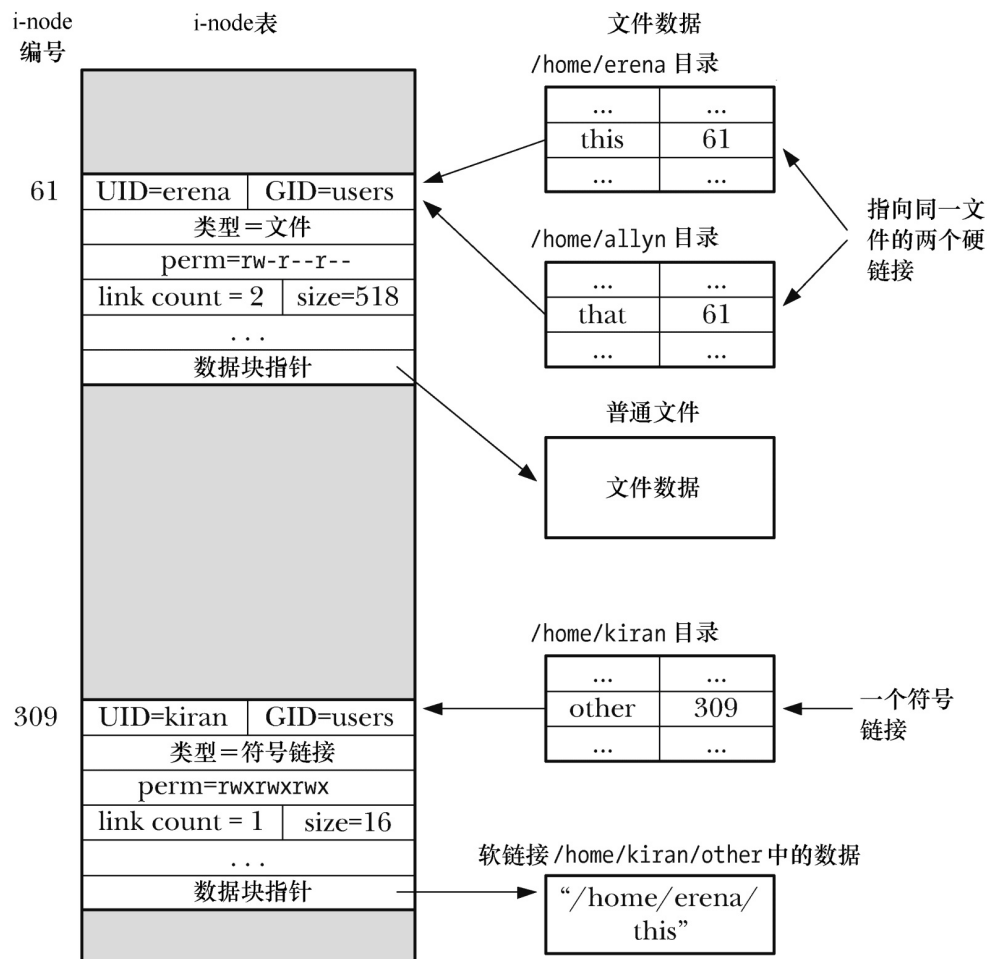 i-node
编号
i-node表
文件数据
/home/erena 目录
... ...
this 61
... ...
61
UID=erena GID=users
类型=文件
perm=rw-r--r--
link count = 2 size=518
...
数据块指针
指向同一文
件的两个硬
链接
/home/allyn 目录
... ...
that 61
... ...
普通文件
文件数据
/home/kiran 目录
... ...
other 309
... ...
一个符号
链接
309
UID=kiran GID=users
类型=符号链接
perm=rwxrwxrwx
link count = 1 size=16
...
数据块指针
软链接 /home/kiran/other 中的数据
“/home/erena/
this”